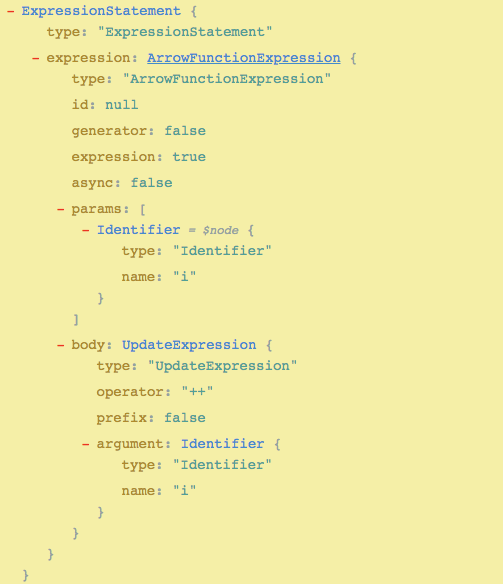 - ExpressionStatement {
type: "ExpressionStatement"
- expression: ArrowFunctionExpression {
type: "ArrowFunctionExpression"
id: null
generator: false
expression: true
async: false
- params: [
- Identifier = $node {
type: "Identifier"
name: "i"
}
]
- body: UpdateExpression {
type: "UpdateExpression"
operator: "++"
prefix: false
- argument: Identifier {
type: "Identifier"
name: "i"
}
}
}
}